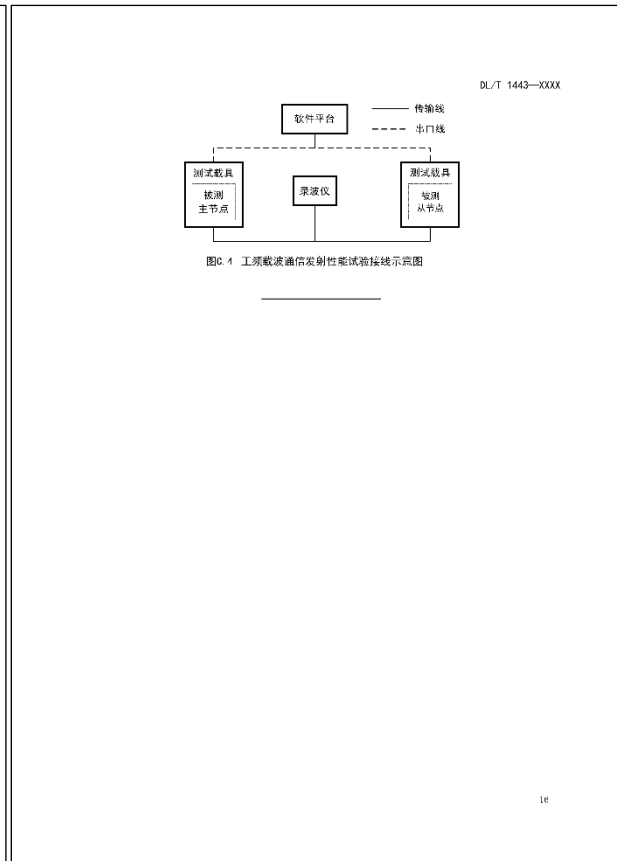 DL/T 1443—XXXX
软件平台
传输线
出口线
测试载具
被测
主节点
录波仪
测试载具
被测
从节点
图C.4 工频载波通信发射性能试验接线示意图